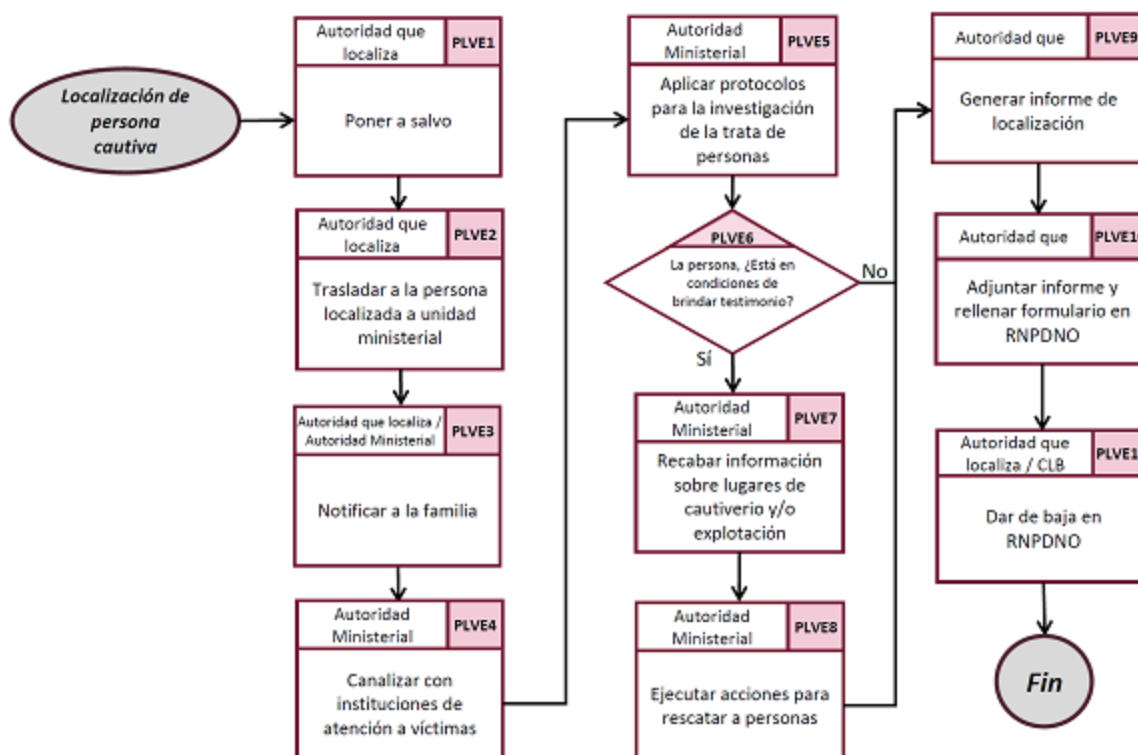 Localización de
persona
cautiva
Autoridad que
localiza
PLVE1
Poner a salvo
Autoridad que
localiza
PLVE2
Trasladar a la persona
localizada a unidad
ministerial
Autoridad que localiza /
Autoridad Ministerial
PLVE3
Notificar a la familia
Autoridad
Ministerial
PLVE4
Canalizar con
instituciones de
atención a víctimas
Autoridad
Ministerial
PLVE5
Aplicar protocolos
para la investigación
de la trata de
personas
PLVE6
La persona, ¿Está en
condiciones de
brindar testimonio?
No
Sí
Autoridad
Ministerial
PLVE7
Recabar información
sobre lugares de
cautiverio y/o
explotación
Autoridad
Ministerial
PLVE8
Ejecutar acciones para
rescatar a personas
Autoridad que
PLVE9
Generar informe de
localización
Autoridad que
Adjuntar informe y
rellenar formulario en
RNPDNO
Autoridad que
localiza / CLB
Dar de baja en
RNPDNO
Fin